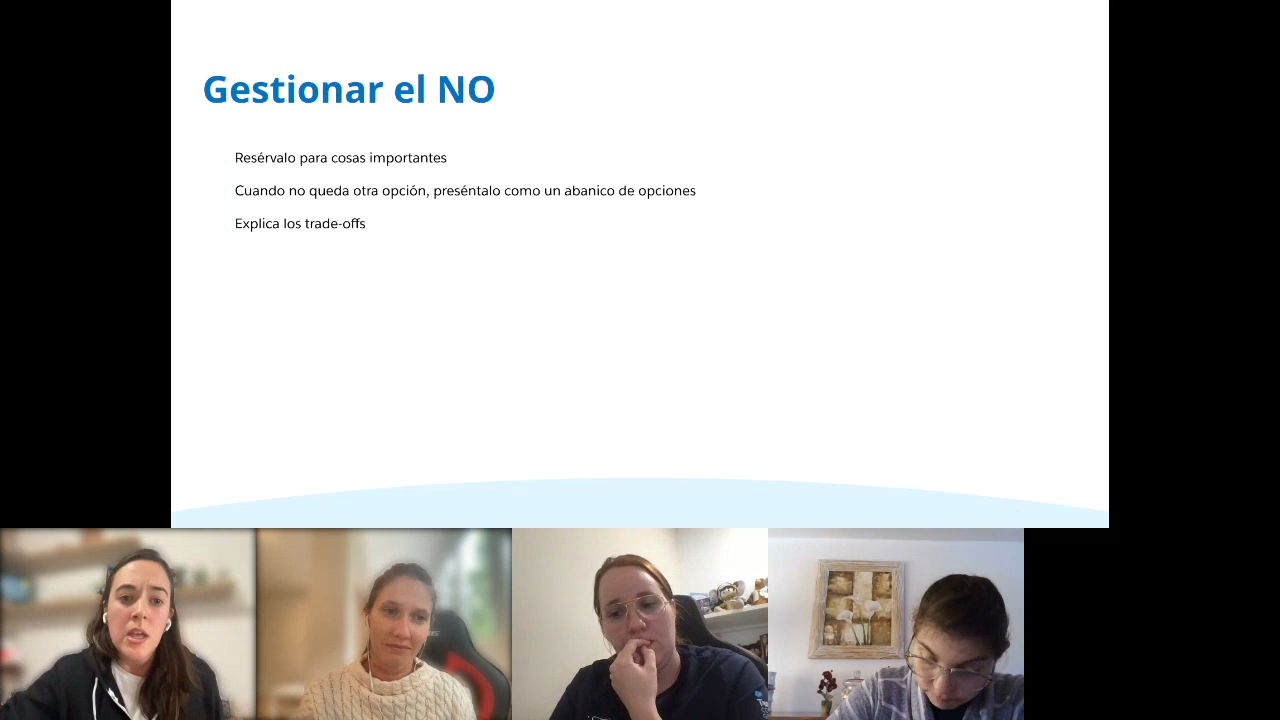 Gestionar el NO
Resérvalo para cosas importantes
Cuando no queda otra opción, preséntalo como un abanico de opciones
Explica los trade-offs